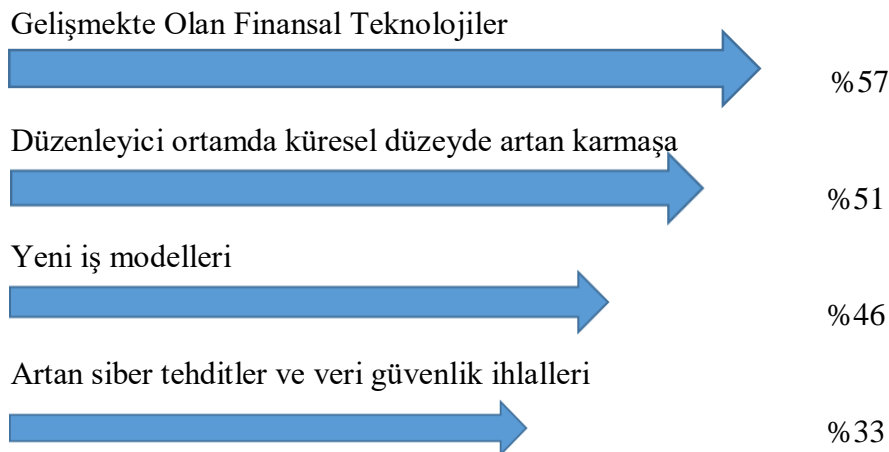 Gelişmekte Olan Finansal Teknolojiler
%57
Düzenleyici ortamda küresel düzeyde artan karmaşa
%51
Yeni iş modelleri
%46
Artan siber tehditler ve veri güvenlik ihlalleri
%33